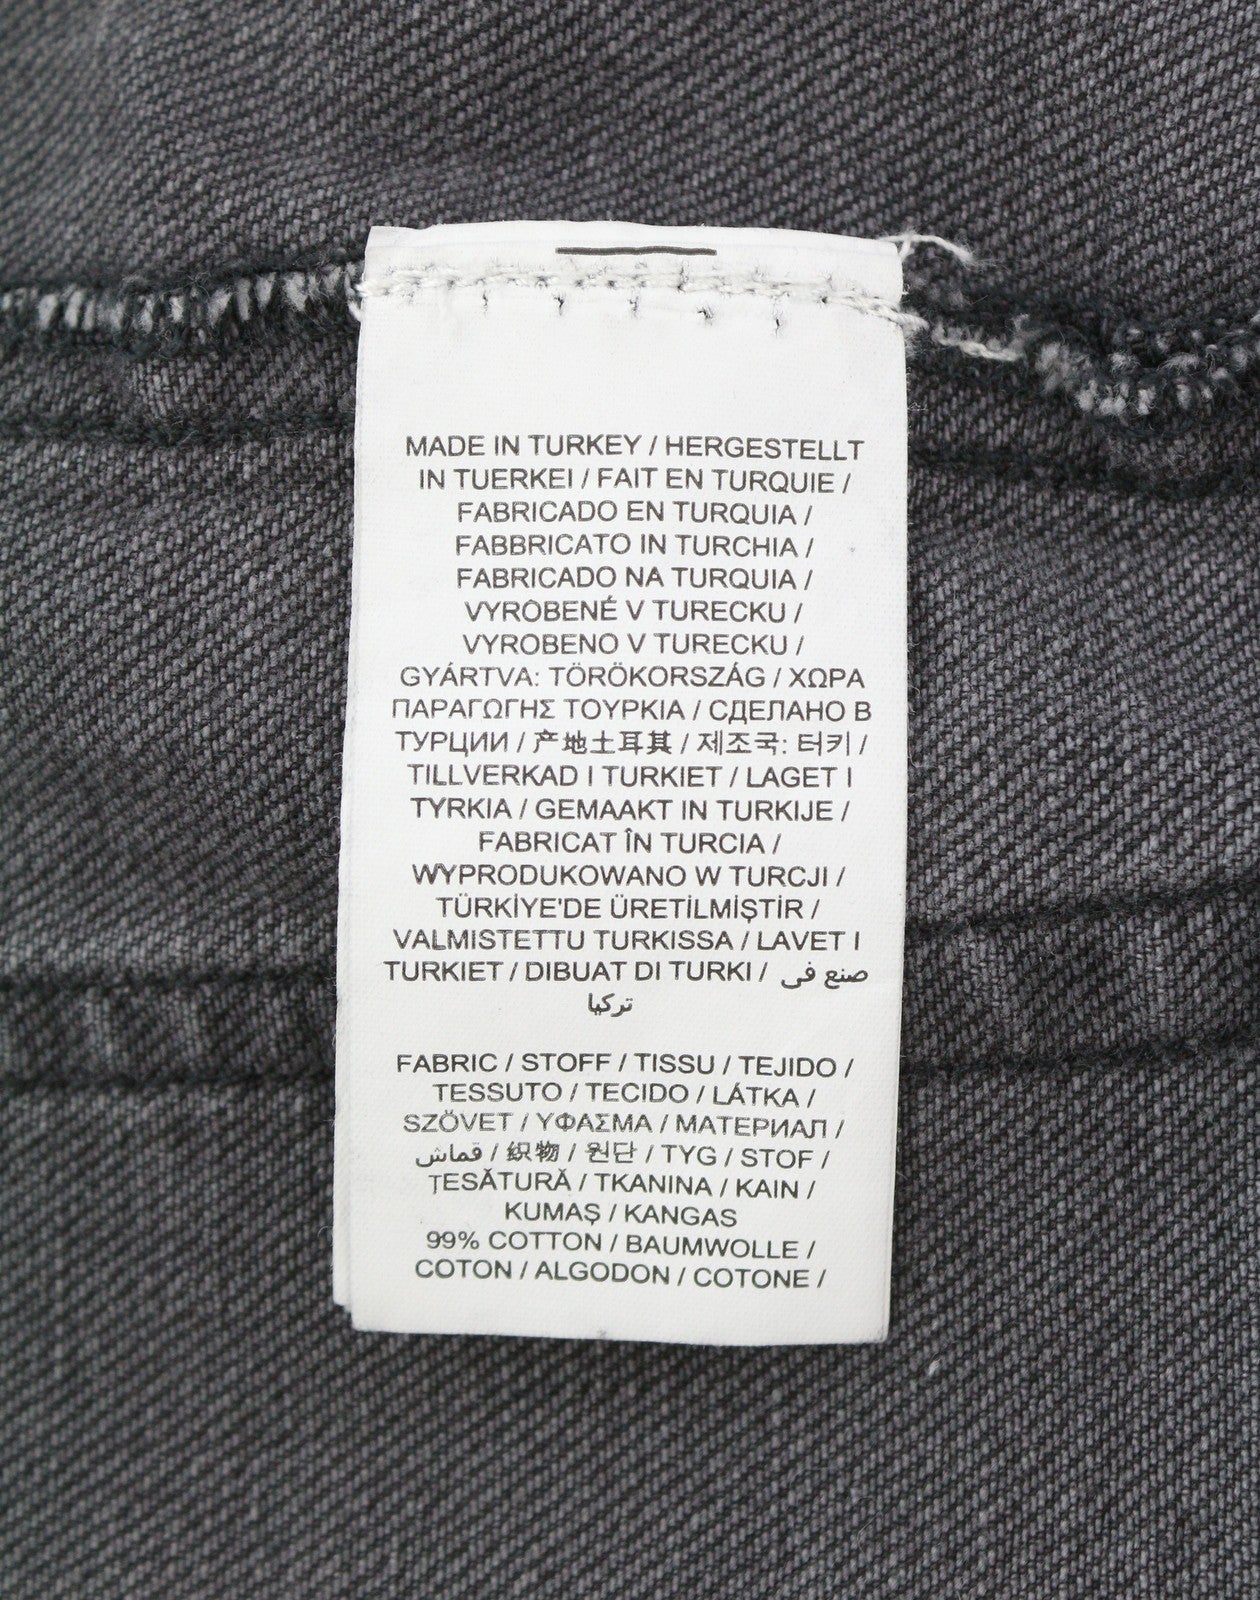 MADE IN TURKEY / HERGESTELLT
IN TUERKEI / FAIT EN TURQUIE /
FABRICADO EN TURQUIA /
FABBRICATO IN TURCHIA /
FABRICADO NA TURQUIA /
VYROBENÉ V TURECKU /
VYROBENO V TURECKU /
GYÁRTVA: TÖRÖKORSZÁG / ΧΩΡΑ
ΠΑΡΑΓΩΓΗΣ ΤΟΥΡΚΙΑ / СДЕЛАНО В
ТУРЦИИ / 产地土耳其 / 제조국: 터키 /
TILLVERKAD I TURKIET / LAGET I
TYRKIA / GEMAAKT IN TURKIJE /
FABRICAT ÎN TURCIA /
WYPRODUKOWANO W TURCJI /
TÜRKİYE'DE ÜRETİLMİŞTİR /
VALMISTETTU TURKISSA / LAVET I
TURKIET / DIBUAT DI TURKI / صنع في
تركيا
FABRIC / STOFF / TISSU / TEJIDO /
TESSUTO / TECIDO / LÁTKA /
SZÖVET / ΥΦΑΣΜΑ / МАТЕРИАЛ /
قماش / 织物 / 원단 / TYG / STOF /
ŢESĂTURĂ / TKANINA / KAIN /
KUMAŞ / KANGAS
99% COTTON / BAUMWOLLE /
COTON / ALGODON / COTONE /